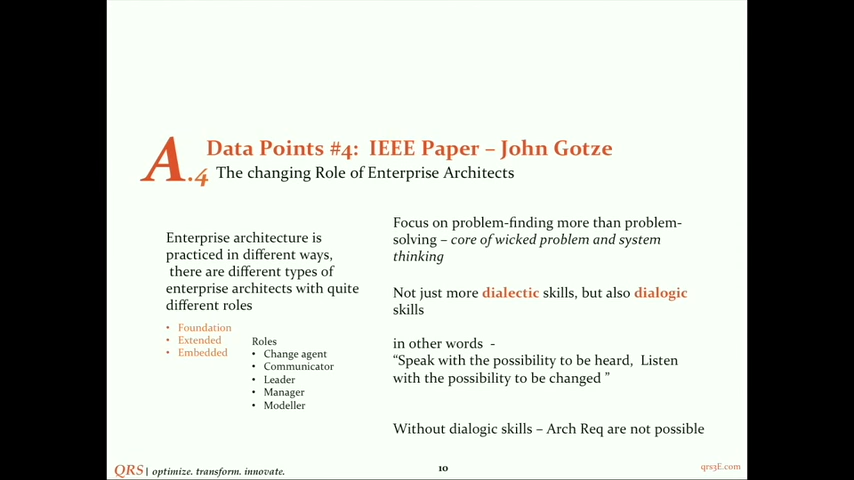 Data Points #4: IEEE Paper – John Gotze
A.4 The changing Role of Enterprise Architects
Enterprise architecture is
practiced in different ways,
there are different types of
enterprise architects with quite
different roles
• Foundation
• Extended
• Embedded
Roles
• Change agent
• Communicator
• Leader
• Manager
• Modeller
Focus on problem-finding more than problem-
solving – core of wicked problem and system
thinking
Not just more dialectic skills, but also dialogic
skills
in other words -
“Speak with the possibility to be heard, Listen
with the possibility to be changed ”
Without dialogic skills – Arch Req are not possible
QRS | optimize. transform. innovate.
10
qrs3E.com